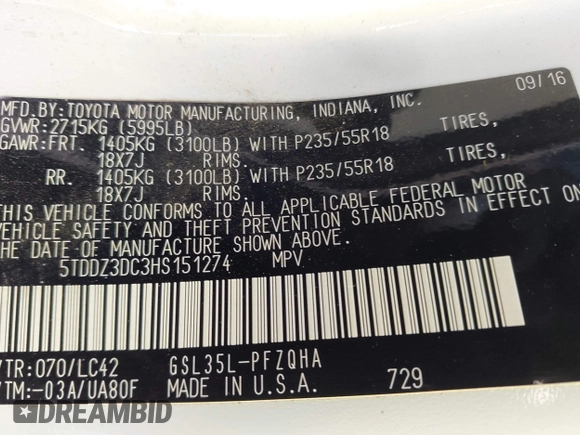 09/16
MFD.BY:TOYOTA MOTOR MANUFACTURING, INDIANA, INC.
GVWR:2715KG (5995LB)
GAWR:FRT. 1405KG (3100LB) WITH P235/55R18 TIRES,
18X7J RIMS.
RR. 1405KG (3100LB) WITH P235/55R18 TIRES,
18X7J RIMS.
THIS VEHICLE CONFORMS TO ALL APPLICABLE FEDERAL MOTOR
VEHICLE SAFETY AND THEFT PREVENTION STANDARDS IN EFFECT ON
THE DATE OF MANUFACTURE SHOWN ABOVE.
5TDDZ3DC3HS151274 MPV
/TR:070/LC42 GSL35L-PFZQHA
/TM:-03A/UA80F MADE IN U.S.A. 729
© DEALERSHIPS.CC